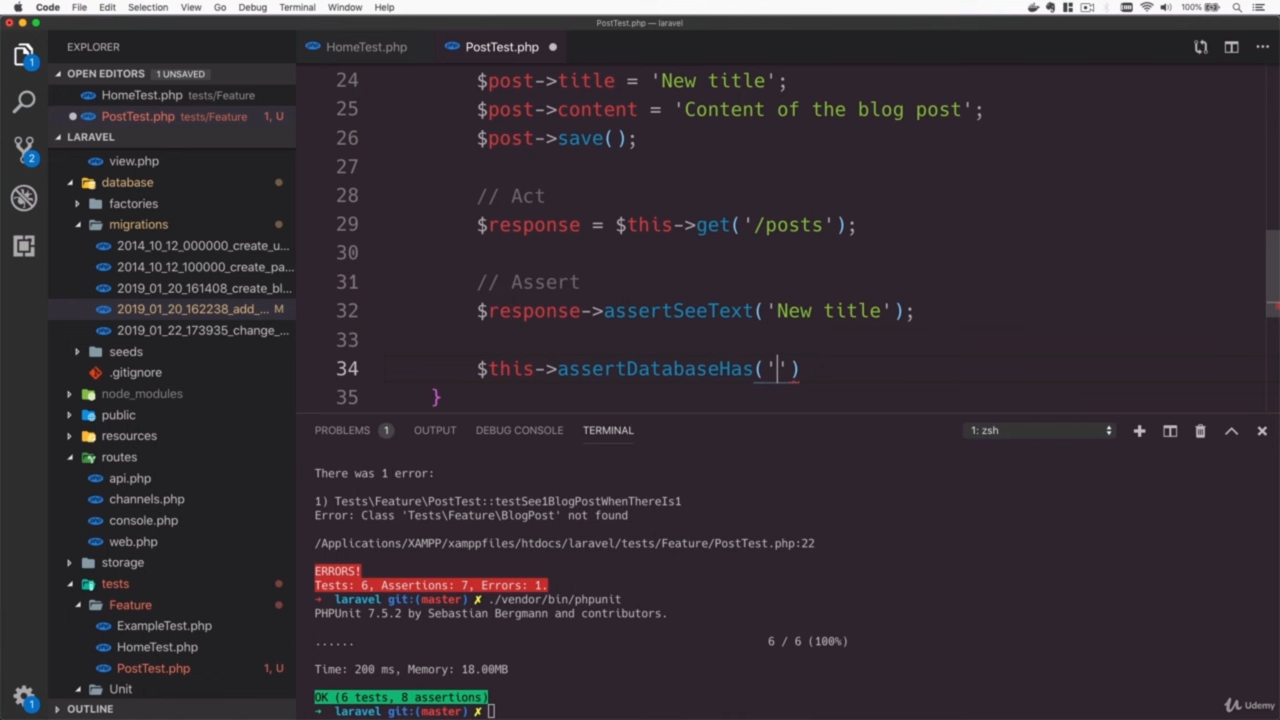 Code File Edit Selection View Go Debug Terminal Window Help
100%
PostTest.php — laravel
EXPLORER
OPEN EDITORS 1 UNSAVED
HomeTest.php tests/Feature
PostTest.php tests/Feature 1, U
LARAVEL
view.php
database
factories
migrations
2014_10_12_000000_create_u...
2014_10_12_100000_create_pa...
2019_01_20_161408_create_bl...
2019_01_20_162238_add_... M
2019_01_22_173935_change_...
seeds
.gitignore
node_modules
public
resources
routes
api.php
channels.php
console.php
web.php
storage
tests
Feature
ExampleTest.php
HomeTest.php
PostTest.php 1, U
Unit
OUTLINE
1
2
1
HomeTest.php PostTest.php
24 $post->title = 'New title';
25 $post->content = 'Content of the blog post';
26 $post->save();
27
28 // Act
29 $response = $this->get('/posts');
30
31 // Assert
32 $response->assertSeeText('New title');
33
34 $this->assertDatabaseHas('')
35 }
PROBLEMS 1 OUTPUT DEBUG CONSOLE TERMINAL 1: zsh
There was 1 error:
1) Tests\Feature\PostTest::testSee1BlogPostWhenThereIs1
Error: Class 'Tests\Feature\BlogPost' not found
/Applications/XAMPP/xamppfiles/htdocs/laravel/tests/Feature/PostTest.php:22
ERRORS!
Tests: 6, Assertions: 7, Errors: 1.
→ laravel git:(master) ✗ ./vendor/bin/phpunit
PHPUnit 7.5.2 by Sebastian Bergmann and contributors.
...... 6 / 6 (100%)
Time: 200 ms, Memory: 18.00MB
OK (6 tests, 8 assertions)
→ laravel git:(master) ✗
Udemy